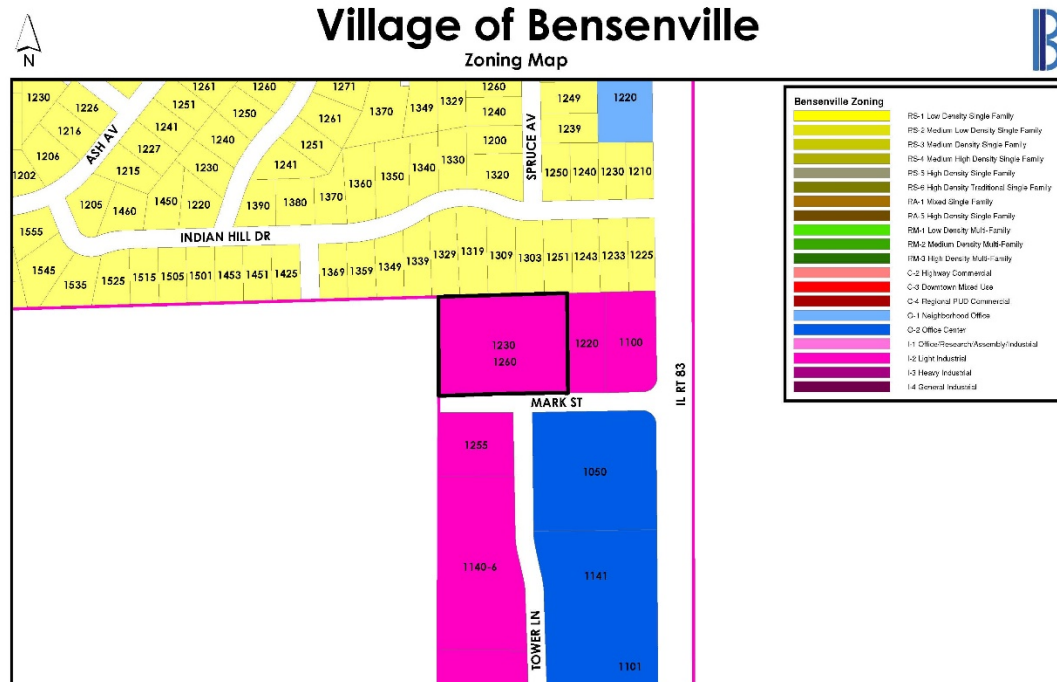 Village of Bensenville
Zoning Map
N
B
1230
1226
1216
1206
1202
ASH AV
1261
1251
1241
1227
1215
1260
1250
1240
1230
1205
1460
1450
1220
1271
1261
1251
1241
1390
1380
1370
1370
1349
1329
1360
1350
1340
1330
1260
1240
1200
1320
SPRUCE AV
1249
1239
1220
1250
1240
1230
1210
INDIAN HILL DR
1555
1545
1535
1525
1515
1505
1501
1453
1451
1425
1369
1359
1349
1339
1329
1319
1309
1303
1251
1243
1233
1225
1230
1260
1220
1100
MARK ST
IL RT 83
1255
1050
1140-6
1141
TOWER LN
1101
Bensenville Zoning
RS-1 Low Density Single Family
RS-2 Medium Low Density Single Family
RS-3 Medium Density Single Family
RS-4 Medium High Density Single Family
RS-5 High Density Single Family
RS-6 High Density Traditional Single Family
RA-1 Mixed Single Family
RA-5 High Density Single Family
RM-1 Low Density Multi-Family
RM-2 Medium Density Multi-Family
RM-3 High Density Multi-Family
C-2 Highway Commercial
C-3 Downtown Mixed Use
C-4 Regional PUD Commercial
O-1 Neighborhood Office
O-2 Office Center
I-1 Office/Research/Assembly/Industrial
I-2 Light Industrial
I-3 Heavy Industrial
I-4 General Industrial